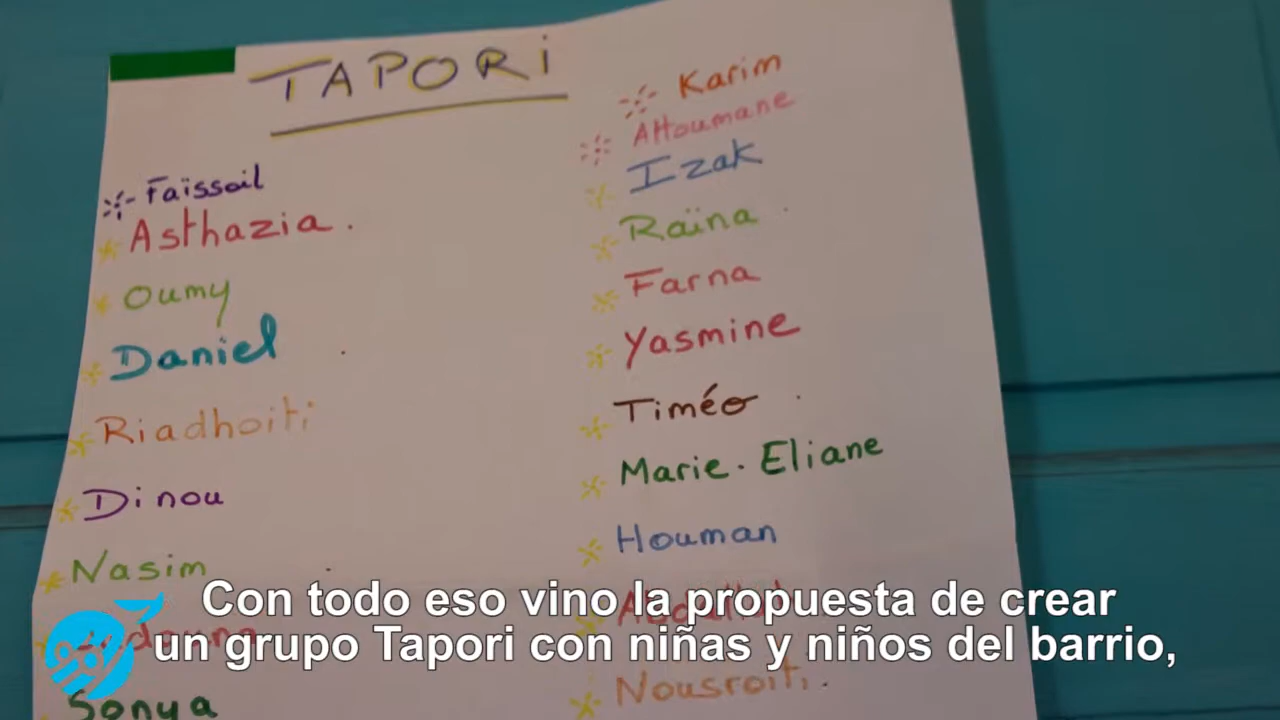 TAPORI
Faïssoil
Asthazia.
Oumy
Daniel
Riadhoiti
Dinou
Nasim
Sonya
Karim
Attoumane
Izak
Raïna
Farna
Yasmine
Timéo
Marie. Eliane
Houman
Nousroiti.
Con todo eso vino la propuesta de crear
un grupo Tapori con niñas y niños del barrio,